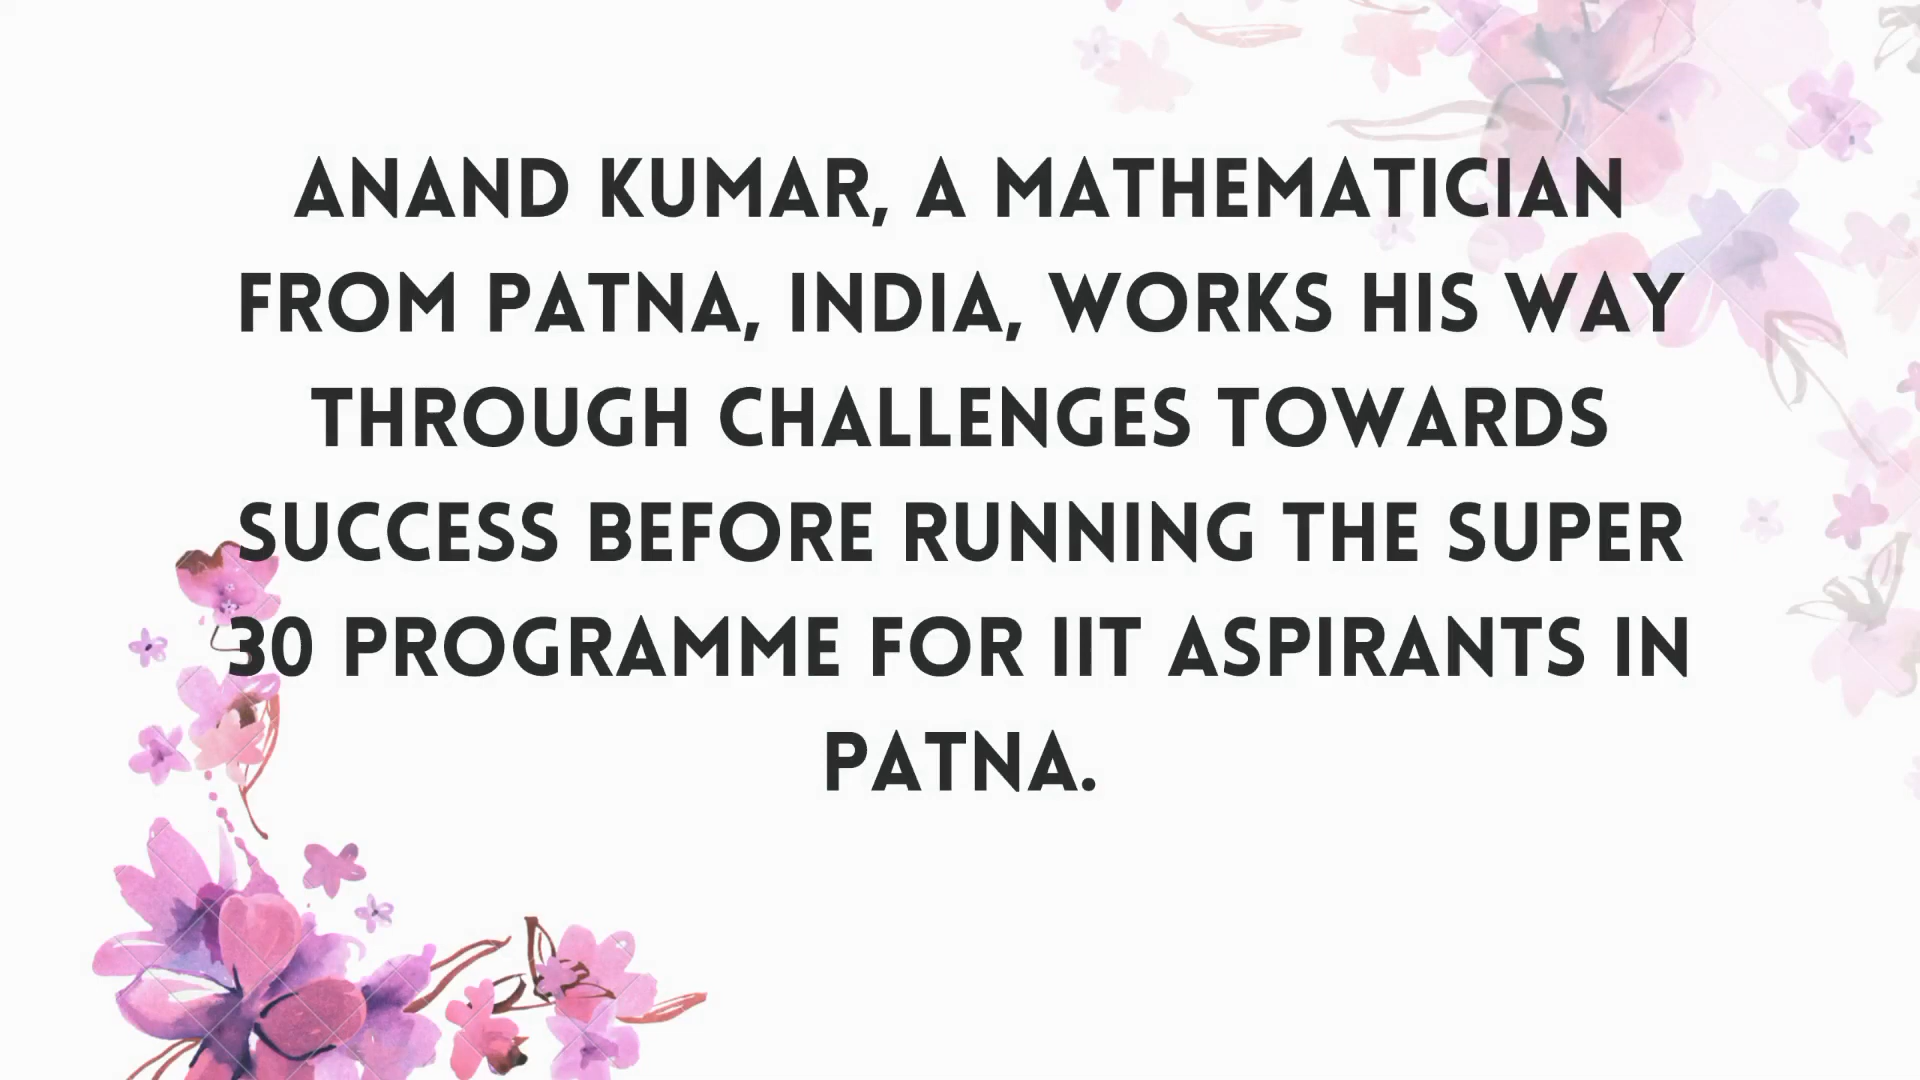 ANAND KUMAR, A MATHEMATICIAN
FROM PATNA, INDIA, WORKS HIS WAY
THROUGH CHALLENGES TOWARDS
SUCCESS BEFORE RUNNING THE SUPER
30 PROGRAMME FOR IIT ASPIRANTS IN
PATNA.